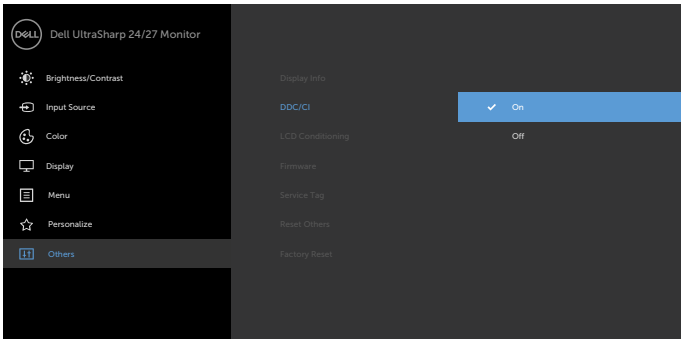 DELL
Dell UltraSharp 24/27 Monitor
Brightness/Contrast
Input Source
Color
Display
Menu
Personalize
Others
Display Info
DDC/CI
LCD Conditioning
Firmware
Service Tag
Reset Others
Factory Reset
On
Off